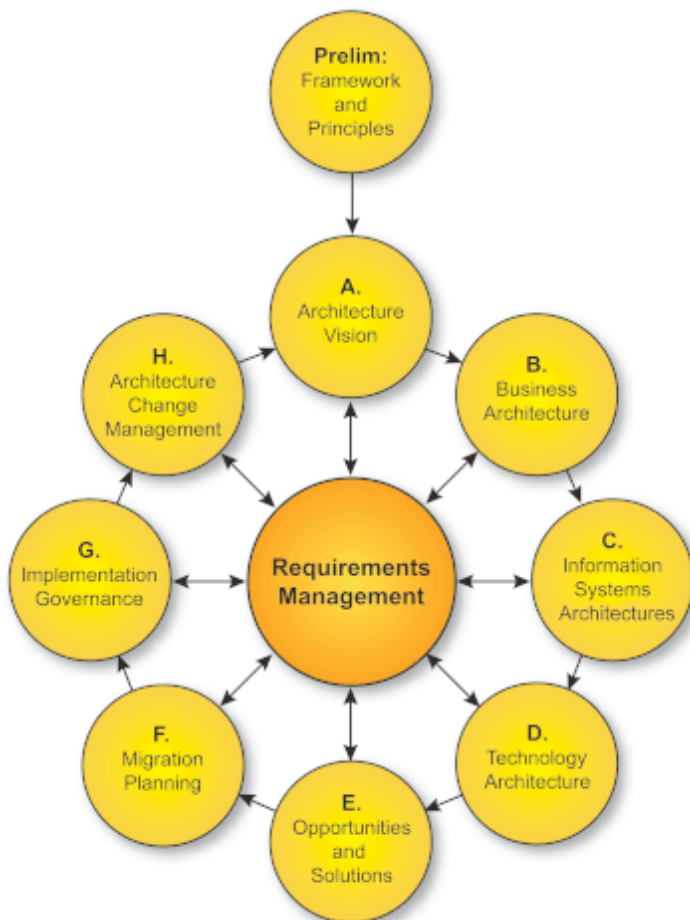 Prelim:
Framework
and
Principles
A.
Architecture
Vision
B.
Business
Architecture
C.
Information
Systems
Architectures
D.
Technology
Architecture
E.
Opportunities
and
Solutions
F.
Migration
Planning
G.
Implementation
Governance
H.
Architecture
Change
Management
Requirements
Management